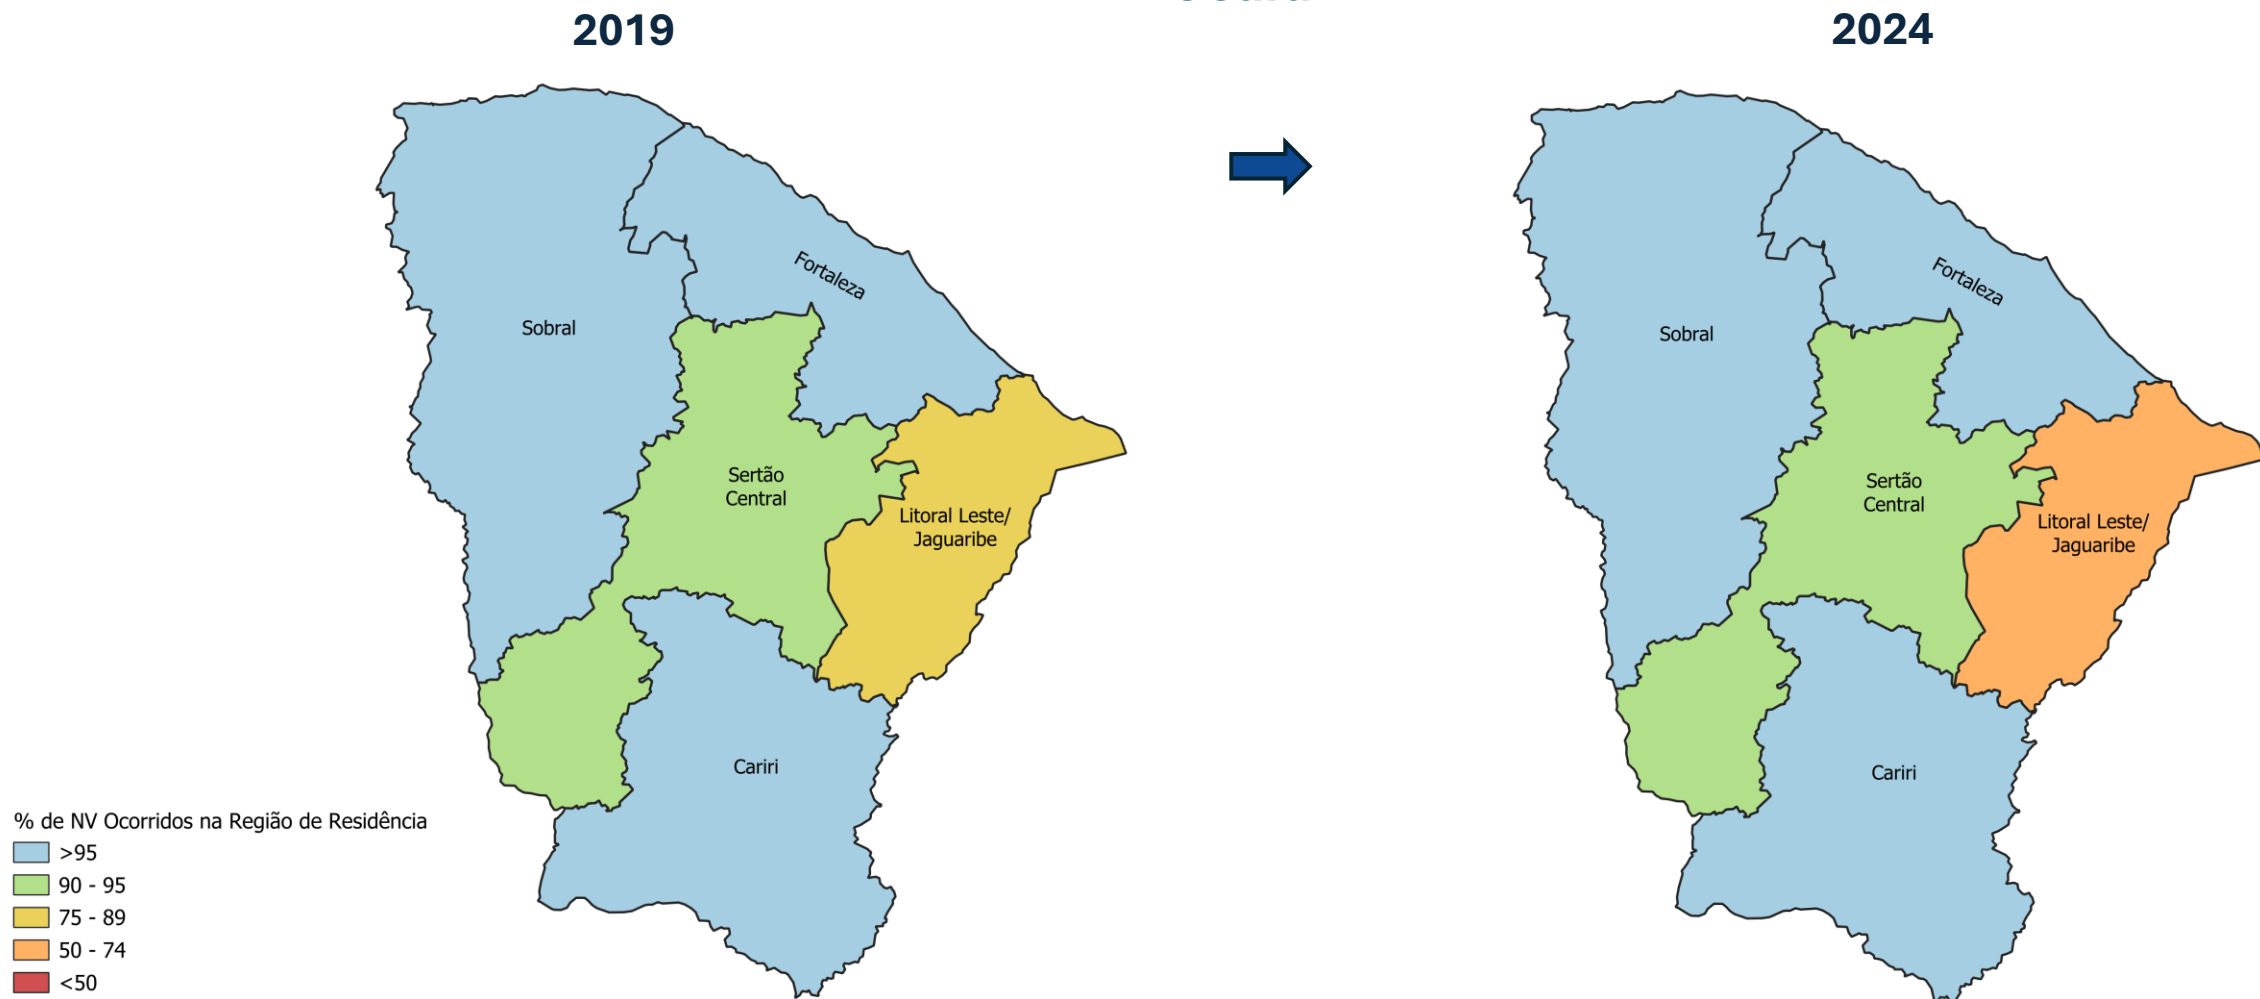 2019
2024
Fortaleza
Sobral
Sertão
Central
Litoral Leste/
Jaguaribe
Cariri
Fortaleza
Sobral
Sertão
Central
Litoral Leste/
Jaguaribe
Cariri
% de NV Ocorridos na Região de Residência
>95
90 - 95
75 - 89
50 - 74
<50